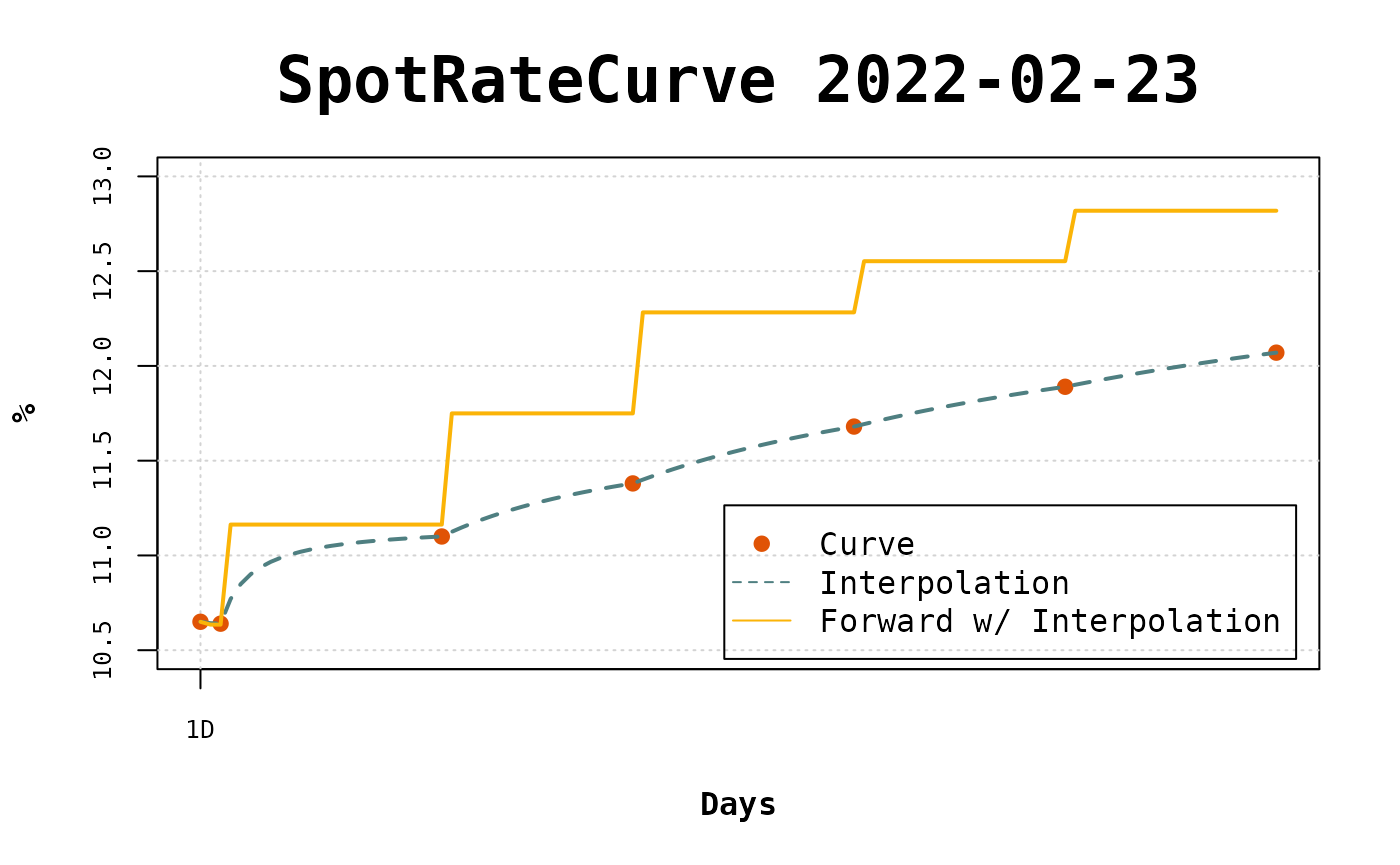 SpotRateCurve 2022-02-23
%
13.0
12.5
12.0
11.5
11.0
10.5
Curve
Interpolation
Forward w/ Interpolation
1D
Days